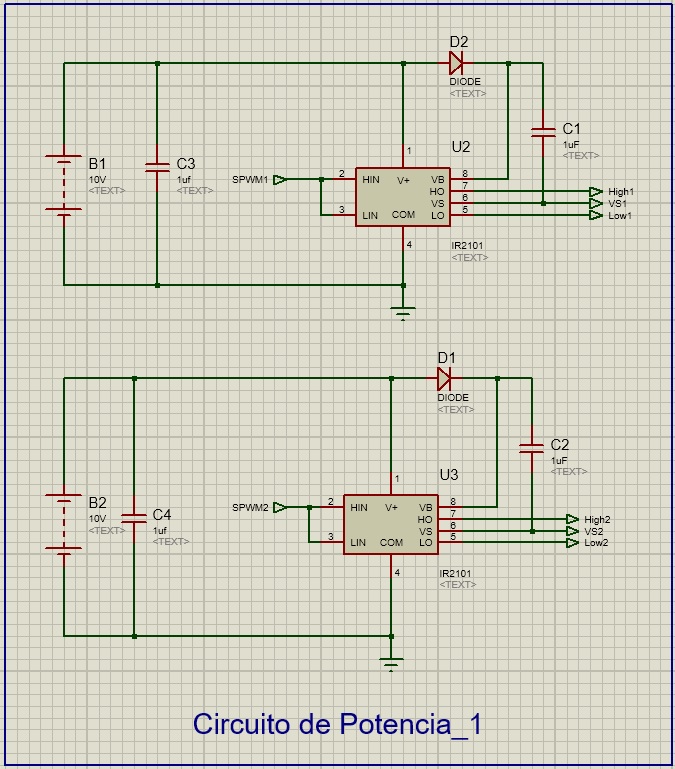 D2
DIODE
<TEXT>
C1
1uF
<TEXT>
B1
10V
<TEXT>
C3
1uf
<TEXT>
U2
1
SPWM1
2
3
HIN
LIN
V+
COM
VB
HO
VS
LO
8
7
6
5
4
High1
VS1
Low1
IR2101
<TEXT>
D1
DIODE
<TEXT>
C2
1uF
<TEXT>
B2
10V
<TEXT>
C4
1uf
<TEXT>
U3
1
SPWM2
2
3
HIN
LIN
V+
COM
VB
HO
VS
LO
8
7
6
5
4
High2
VS2
Low2
IR2101
<TEXT>
Circuito de Potencia_1